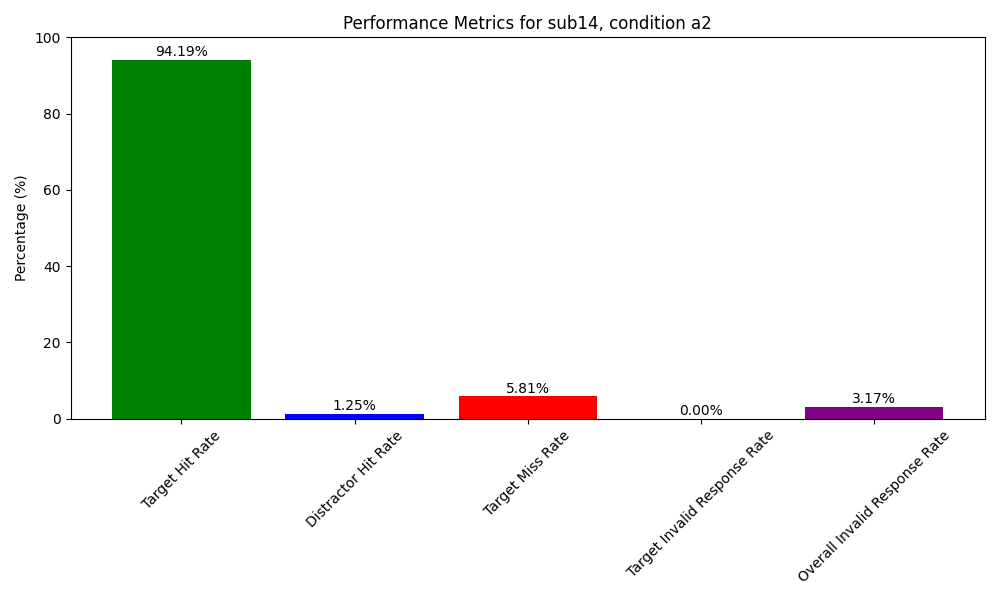 Performance Metrics for sub14, condition a2
Percentage (%)
100
80
60
40
20
0
94.19%
1.25%
5.81%
0.00%
3.17%
Target Hit Rate
Distractor Hit Rate
Target Miss Rate
Target Invalid Response Rate
Overall Invalid Response Rate